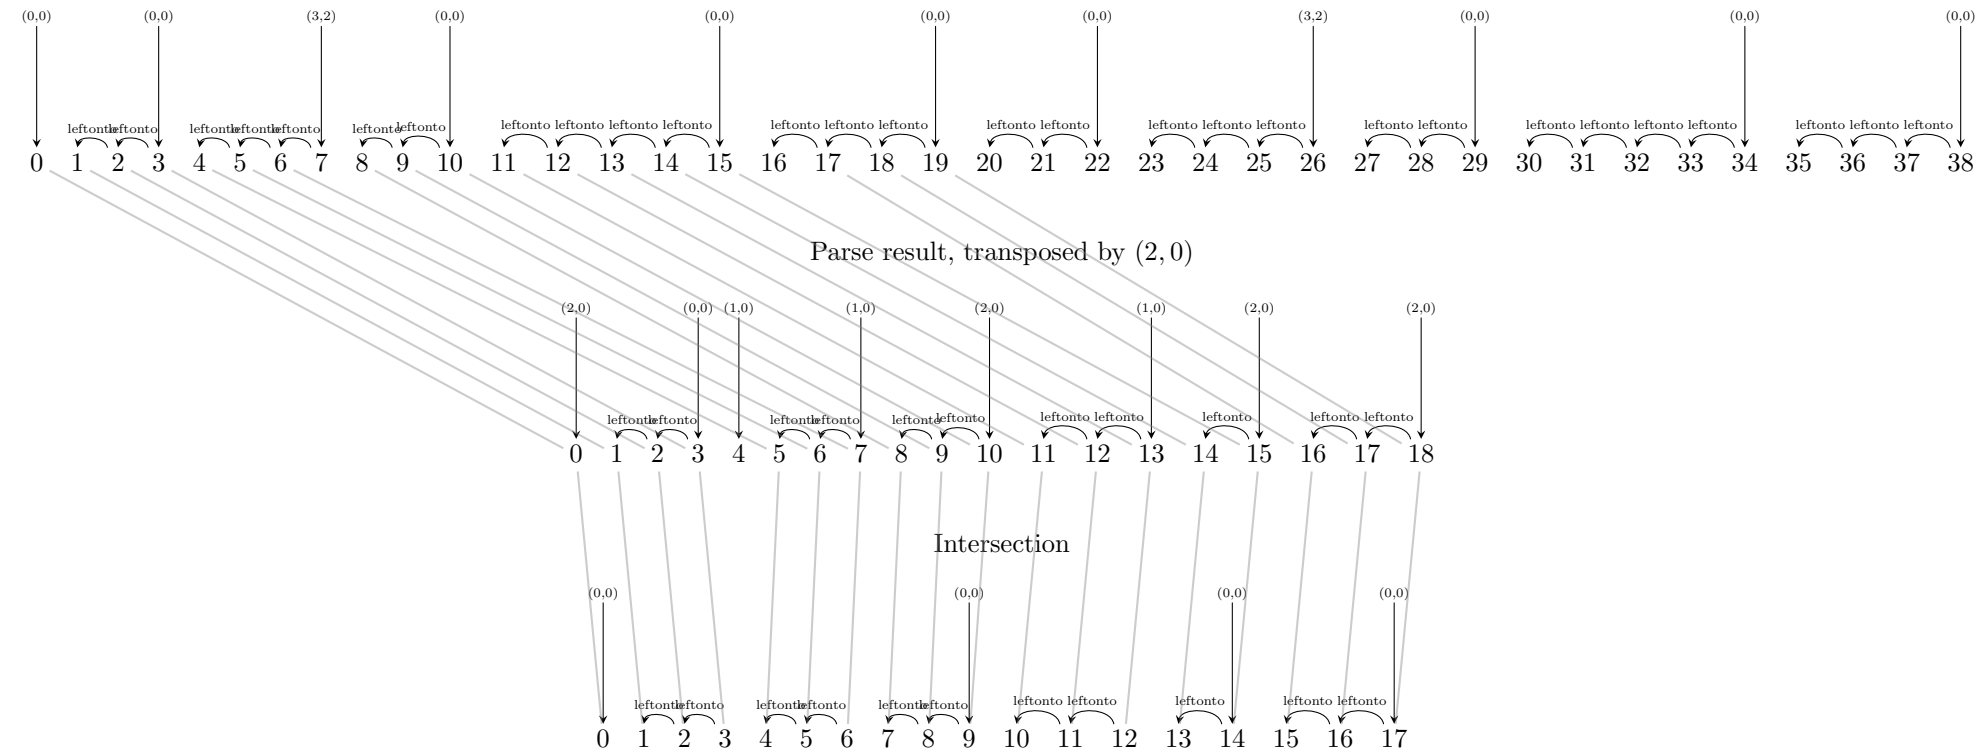 (0,0) (0,0) (3,2) (0,0) (0,0) (0,0) (0,0) (3,2) (0,0) (0,0) (0,0)
leftonto leftonto leftonto leftonto leftonto leftonto leftonto leftonto leftonto leftonto leftonto leftonto leftonto leftonto leftonto leftonto leftonto leftonto leftonto leftonto leftonto leftonto leftonto leftonto leftonto leftonto leftonto leftonto
0 1 2 3 4 5 6 7 8 9 10 11 12 13 14 15 16 17 18 19 20 21 22 23 24 25 26 27 28 29 30 31 32 33 34 35 36 37 38
Parse result, transposed by (2, 0)
(2,0) (0,0) (1,0) (1,0) (2,0) (1,0) (2,0) (2,0)
leftonto leftonto leftonto leftonto leftonto leftonto leftonto leftonto leftonto leftonto leftonto
0 1 2 3 4 5 6 7 8 9 10 11 12 13 14 15 16 17 18
Intersection
(0,0) (0,0) (0,0) (0,0)
leftonto leftonto leftonto leftonto leftonto leftonto leftonto leftonto leftonto leftonto leftonto
0 1 2 3 4 5 6 7 8 9 10 11 12 13 14 15 16 17